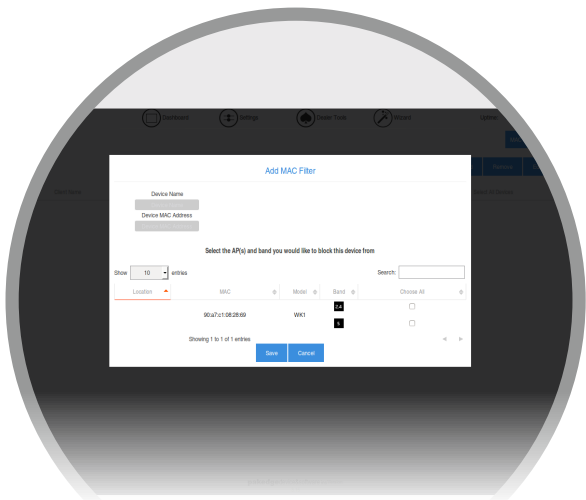 Dashboard Settings Dealer Tools Wizard Uptime:
Add MAC Filter
Device Name
Device MAC Address
Select the AP(s) and band you would like to block this device from
Show 10 entries Search:
Location MAC Model Band Choose All
2.4
90:a7:c1:08:28:69 WK1
5
Showing 1 to 1 of 1 entries
Save Cancel